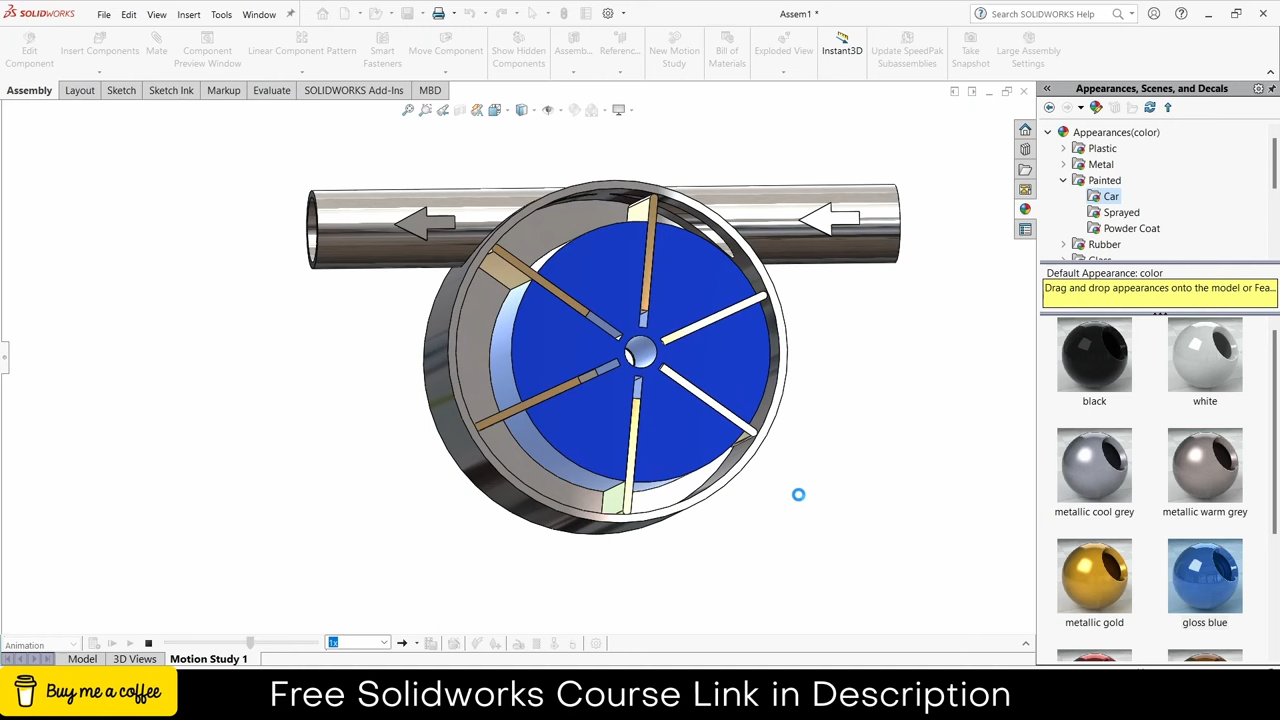 SOLIDWORKS
File
Edit
View
Insert
Tools
Window
Assem1 *
Search SOLIDWORKS Help
Edit
Component
Insert Components
Mate
Component
Preview Window
Linear Component Pattern
Smart
Fasteners
Move Component
Show Hidden
Components
Assemb...
Referenc...
New Motion
Study
Bill of
Materials
Exploded View
Instant3D
Update SpeedPak
Subassemblies
Take
Snapshot
Large Assembly
Settings
Assembly
Layout
Sketch
Sketch Ink
Markup
Evaluate
SOLIDWORKS Add-Ins
MBD
Appearances, Scenes, and Decals
Appearances(color)
Plastic
Metal
Painted
Car
Sprayed
Powder Coat
Rubber
Default Appearance: color
Drag and drop appearances onto the model or Fea...
black
white
metallic cool grey
metallic warm grey
metallic gold
gloss blue
Animation
1x
Model
3D Views
Motion Study 1
Buy me a coffee
Free Solidworks Course Link in Description